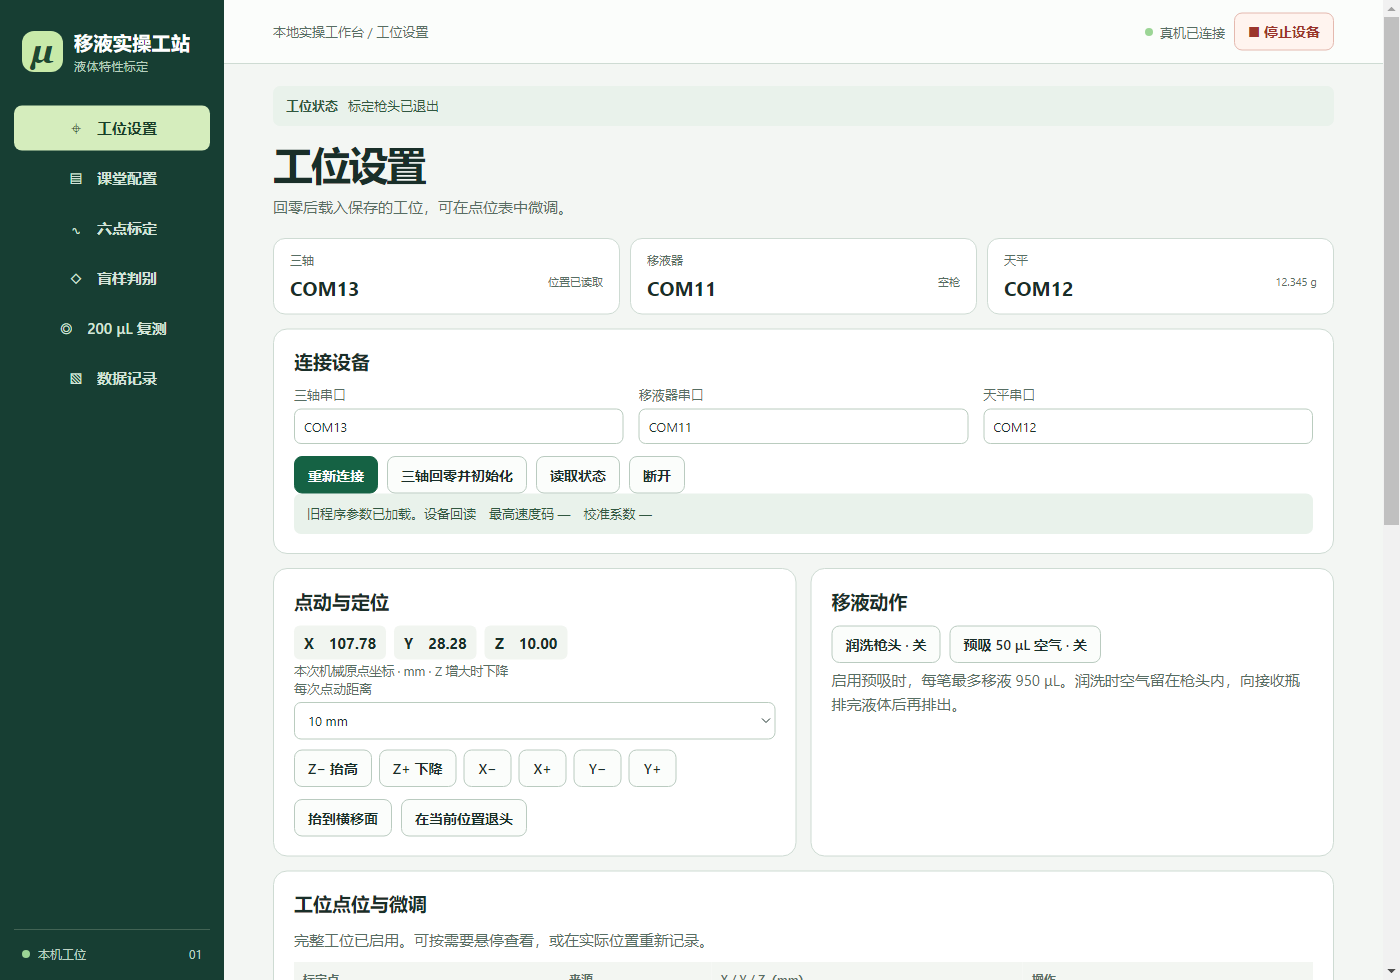 μ
移液实操工站
液体特性标定
工位设置
课堂配置
六点标定
盲样判别
200 μL 复测
数据记录
本机工位 01
本地实操工作台 / 工位设置
真机已连接
停止设备
工位状态 标定枪头已退出
工位设置
回零后载入保存的工位，可在点位表中微调。
三轴
COM13
位置已读取
移液器
COM11
空枪
天平
COM12
12.345 g
连接设备
三轴串口 移液器串口 天平串口
COM13 COM11 COM12
重新连接 三轴回零并初始化 读取状态 断开
旧程序参数已加载。设备回读 最高速度码 — 校准系数 —
点动与定位
X 107.78 Y 28.28 Z 10.00
本次机械原点坐标 · mm · Z 增大时下降
每次点动距离
10 mm
Z− 抬高 Z+ 下降 X− X+ Y− Y+
抬到横移面 在当前位置退头
移液动作
润洗枪头 · 关 预吸 50 μL 空气 · 关
启用预吸时，每笔最多移液 950 μL。润洗时空气留在枪头内，向接收瓶
排完液体后再排出。
工位点位与微调
完整工位已启用。可按需要悬停查看，或在实际位置重新记录。
标定点 来源 X / Y / Z (mm) 操作